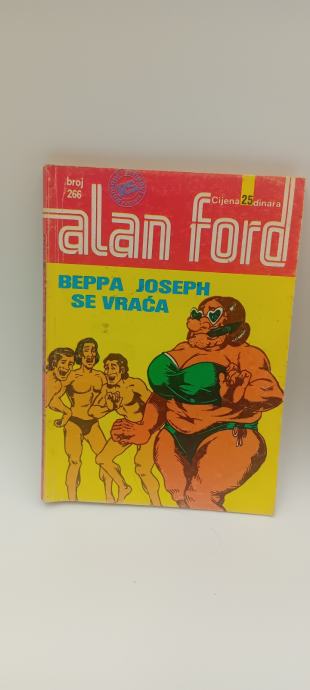 broj
266
Cijena 25 dinara
alan ford
BEPPA JOSEPH
SE VRAĆA